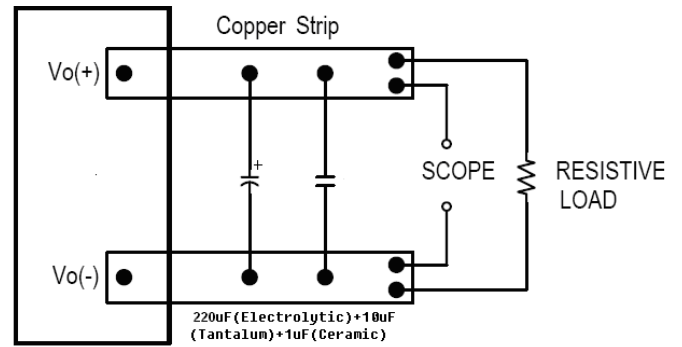 Copper Strip
Vo(+)
+
SCOPE
RESISTIVE
LOAD
Vo(-)
220uF(Electrolytic)+10uF
(Tantalum)+1uF(Ceramic)